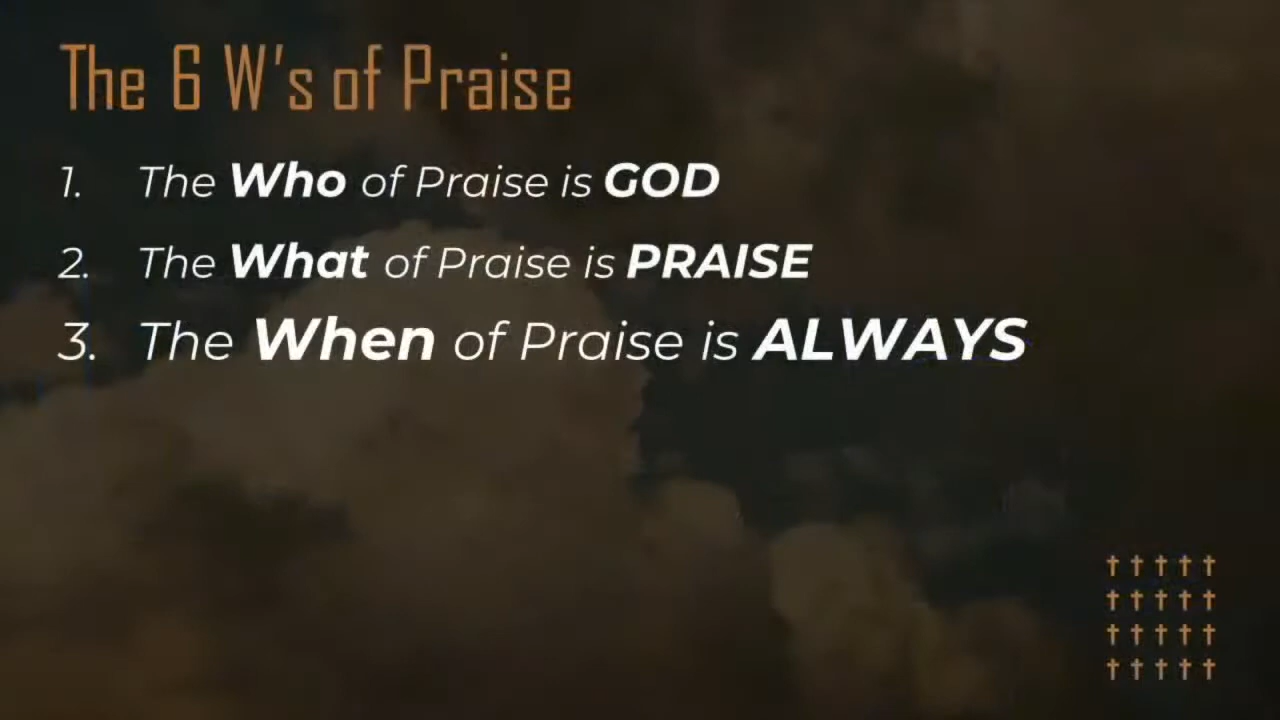 The 6 W's of Praise
1. The Who of Praise is GOD
2. The What of Praise is PRAISE
3. The When of Praise is ALWAYS